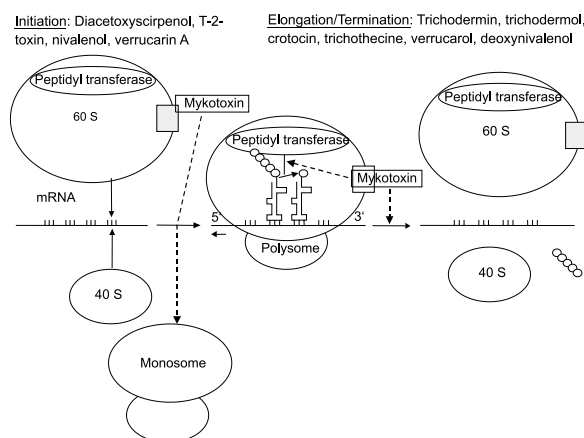 Initiation: Diacetoxyscirpenol, T-2-
toxin, nivalenol, verrucarin A
Elongation/Termination: Trichodermin, trichodermol,
crotocin, trichothecine, verrucarol, deoxynivalenol
Peptidyl transferase
60 S
Mykotoxin
Peptidyl transferase
60 S
Peptidyl transferase
Mykotoxin
mRNA
5'
3'
Polysome
40 S
40 S
Monosome